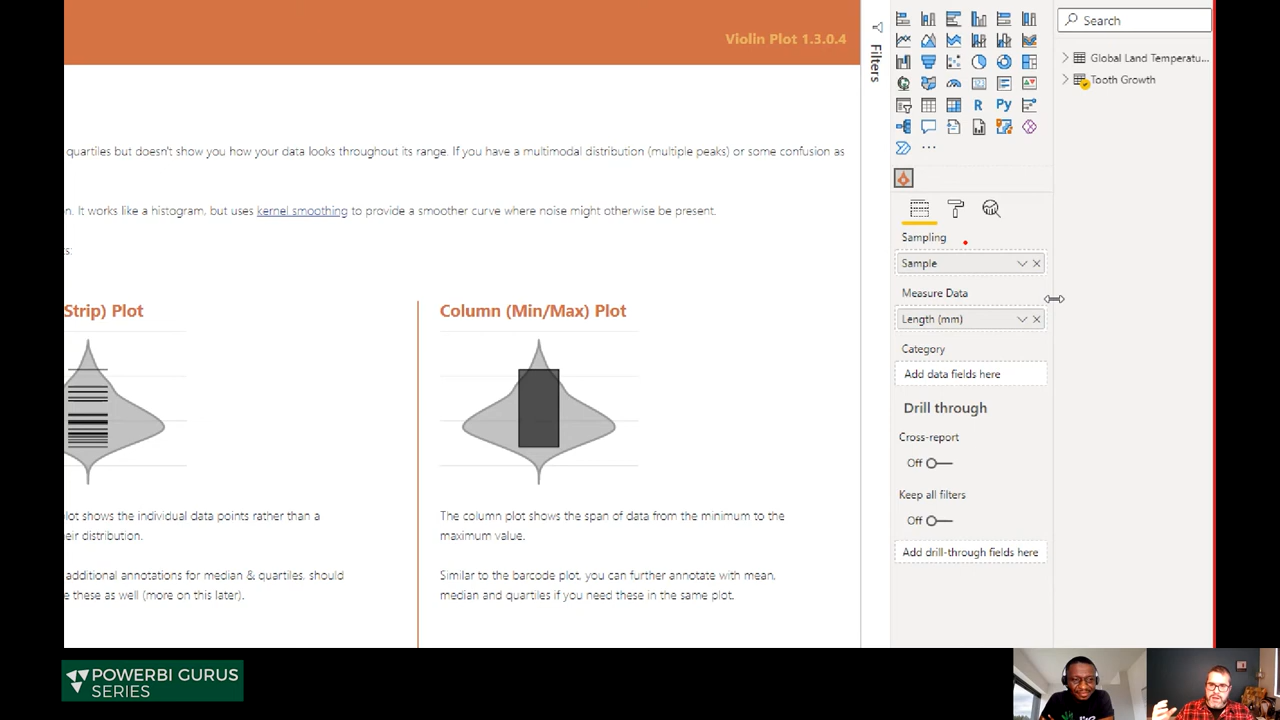 Violin Plot 1.3.0.4
quartiles but doesn't show you how your data looks throughout its range. If you have a multimodal distribution (multiple peaks) or some confusion as
n. It works like a histogram, but uses kernel smoothing to provide a smoother curve where noise might otherwise be present.
s:
Strip) Plot
lot shows the individual data points rather than a
eir distribution.
additional annotations for median & quartiles, should
e these as well (more on this later).
Column (Min/Max) Plot
The column plot shows the span of data from the minimum to the
maximum value.
Similar to the barcode plot, you can further annotate with mean,
median and quartiles if you need these in the same plot.
Filters
R
Py
Sampling
Sample
Measure Data
Length (mm)
Category
Add data fields here
Drill through
Cross-report
Off
Keep all filters
Off
Add drill-through fields here
Search
Global Land Temperatu...
Tooth Growth
POWERBI GURUS
SERIES